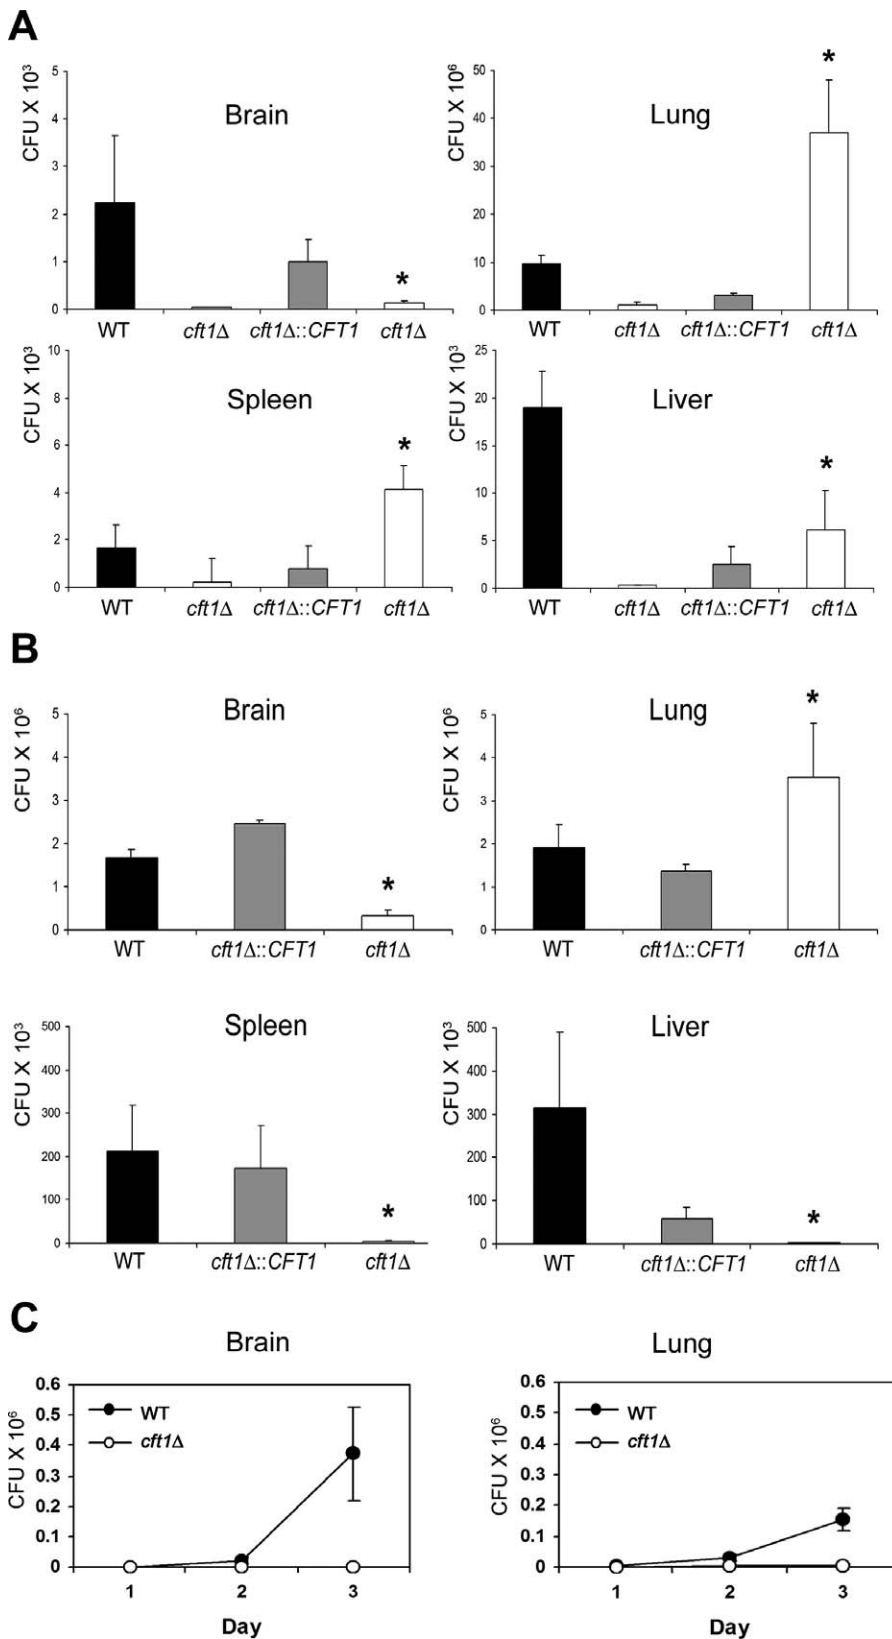 A
Brain
CFU X 10³
5
4
3
2
1
0
WT cft1Δ cft1Δ::CFT1 cft1Δ
*
Lung
CFU X 10⁶
50
40
30
20
10
0
WT cft1Δ cft1Δ::CFT1 cft1Δ
*
Spleen
CFU X 10³
10
8
6
4
2
0
WT cft1Δ cft1Δ::CFT1 cft1Δ
*
Liver
CFU X 10³
25
20
15
10
5
0
WT cft1Δ cft1Δ::CFT1 cft1Δ
*
B
Brain
CFU X 10⁶
5
4
3
2
1
0
WT cft1Δ::CFT1 cft1Δ
*
Lung
CFU X 10⁶
5
4
3
2
1
0
WT cft1Δ::CFT1 cft1Δ
*
Spleen
CFU X 10³
500
400
300
200
100
0
WT cft1Δ::CFT1 cft1Δ
*
Liver
CFU X 10³
500
400
300
200
100
0
WT cft1Δ::CFT1 cft1Δ
*
C
Brain
CFU X 10⁶
0.6
0.5
0.4
0.3
0.2
0.1
0
WT
cft1Δ
1 2 3
Day
Lung
CFU X 10⁶
0.6
0.5
0.4
0.3
0.2
0.1
0
WT
cft1Δ
1 2 3
Day